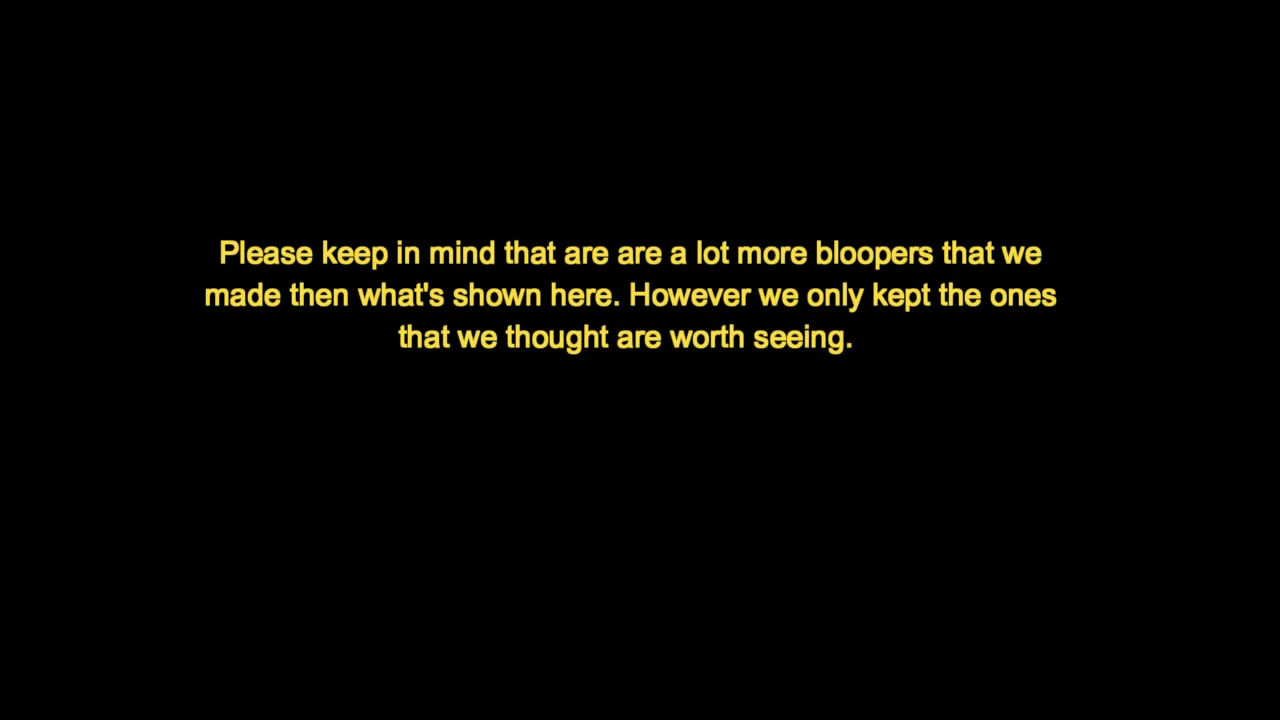 Please keep in mind that are are a lot more bloopers that we
made then what's shown here. However we only kept the ones
that we thought are worth seeing.